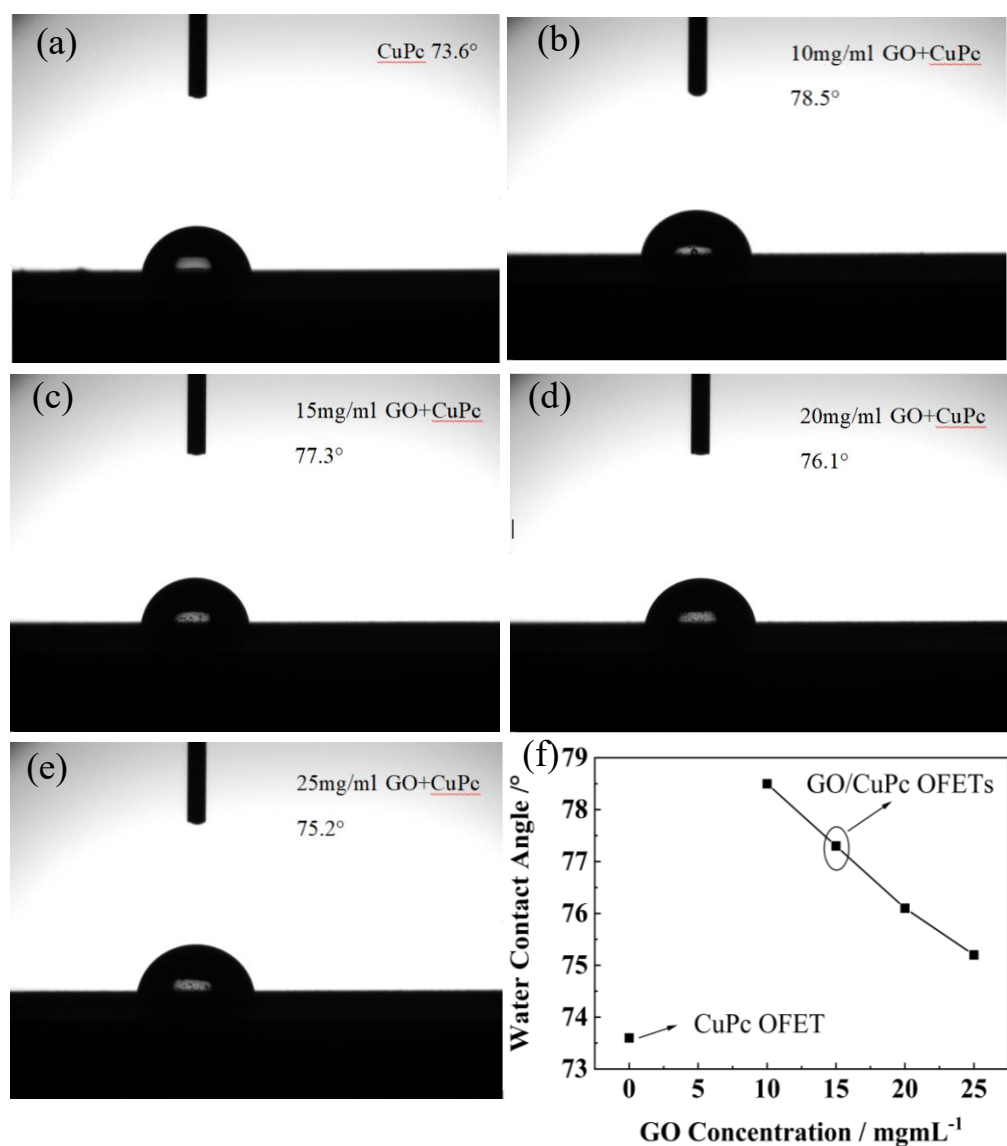 (a)
CuPc 73.6°
(b)
10mg/ml GO+CuPc
78.5°
(c)
15mg/ml GO+CuPc
77.3°
(d)
20mg/ml GO+CuPc
76.1°
(e)
25mg/ml GO+CuPc
75.2°
(f)
79
78
77
76
75
74
73
Water Contact Angle /°
GO/CuPc OFETs
CuPc OFET
0 5 10 15 20 25
GO Concentration / mgmL⁻¹